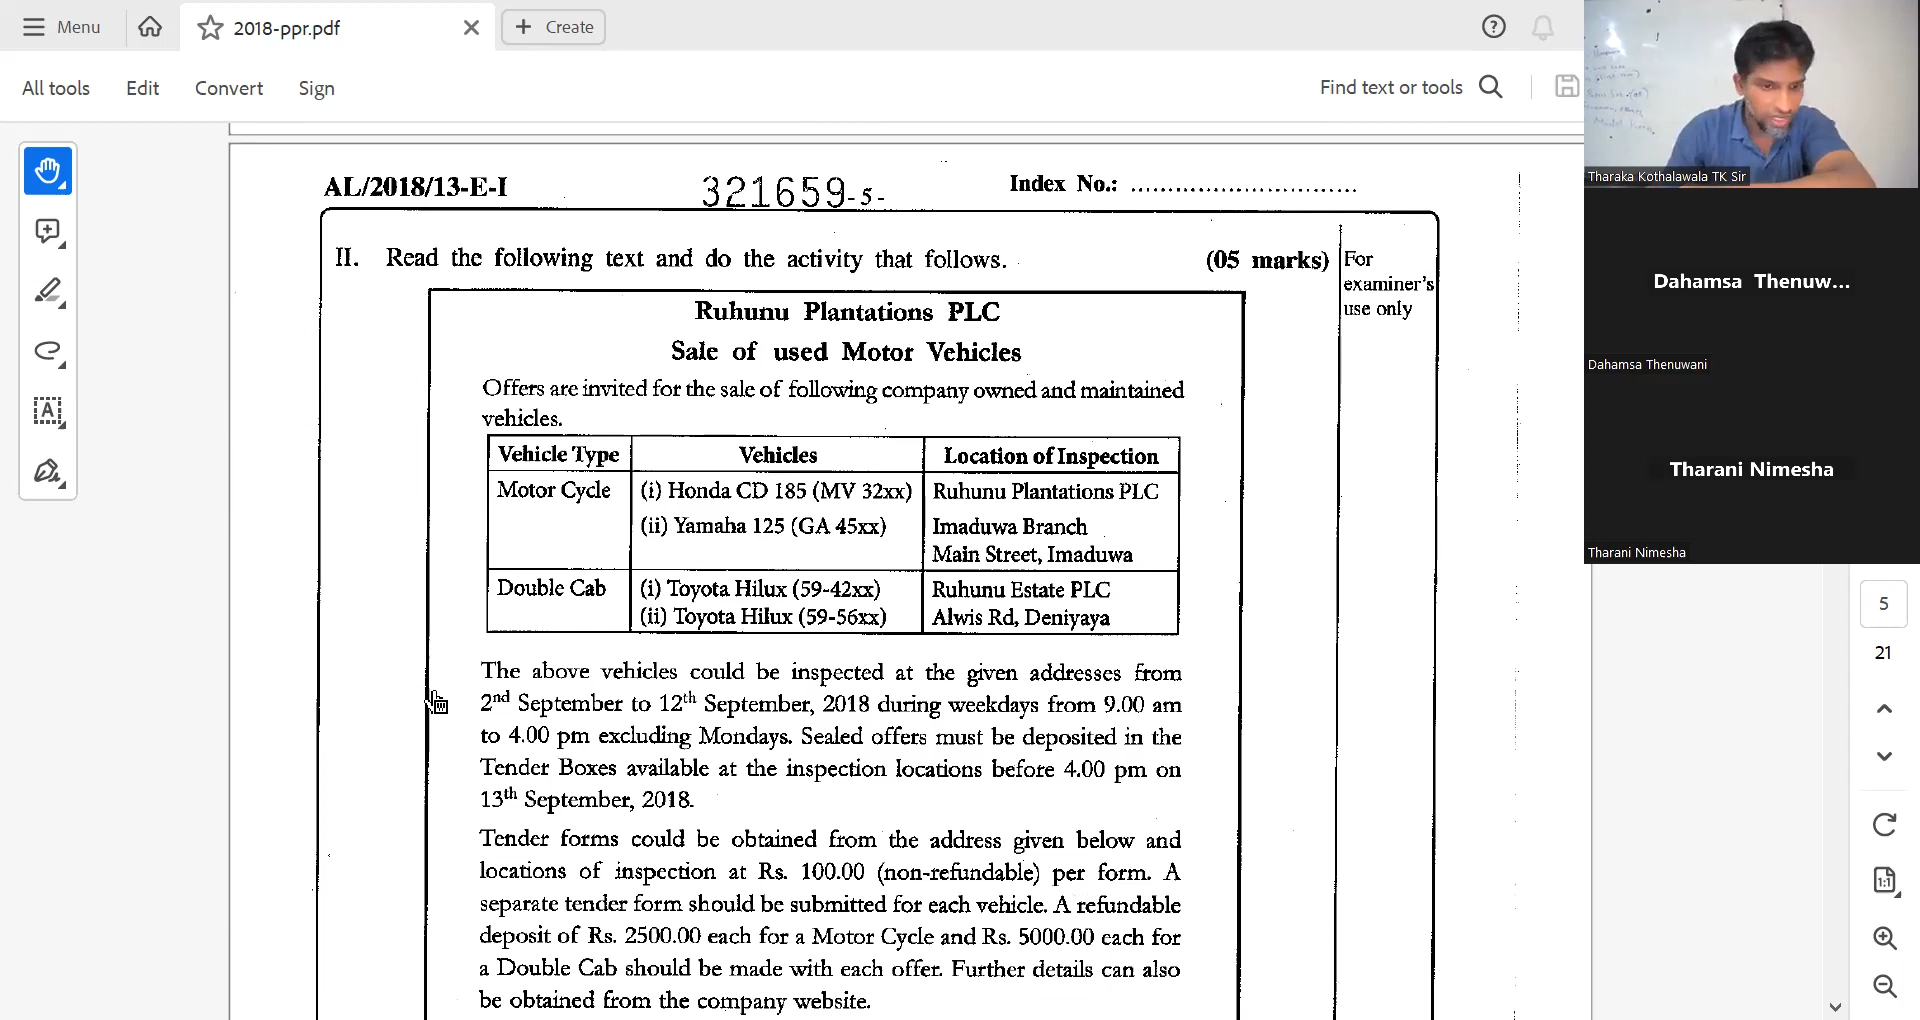 Menu
2018-ppr.pdf
Create
All tools
Edit
Convert
Sign
Find text or tools
AL/2018/13-E-I
321659
-5-
Index No.: ............................
II. Read the following text and do the activity that follows.
(05 marks)
For
examiner's
use only
Ruhunu Plantations PLC
Sale of used Motor Vehicles
Offers are invited for the sale of following company owned and maintained
vehicles.
Vehicle Type Vehicles Location of Inspection
Motor Cycle (i) Honda CD 185 (MV 32xx) Ruhunu Plantations PLC
(ii) Yamaha 125 (GA 45xx) Imaduwa Branch
Main Street, Imaduwa
Double Cab (i) Toyota Hilux (59-42xx) Ruhunu Estate PLC
(ii) Toyota Hilux (59-56xx) Alwis Rd, Deniyaya
The above vehicles could be inspected at the given addresses from
2nd September to 12th September, 2018 during weekdays from 9.00 am
to 4.00 pm excluding Mondays. Sealed offers must be deposited in the
Tender Boxes available at the inspection locations before 4.00 pm on
13th September, 2018.
Tender forms could be obtained from the address given below and
locations of inspection at Rs. 100.00 (non-refundable) per form. A
separate tender form should be submitted for each vehicle. A refundable
deposit of Rs. 2500.00 each for a Motor Cycle and Rs. 5000.00 each for
a Double Cab should be made with each offer. Further details can also
be obtained from the company website.
Tharaka Kothalawala TK Sir
Dahamsa Thenuw...
Dahamsa Thenuwani
Tharani Nimesha
Tharani Nimesha
5
21
1:1